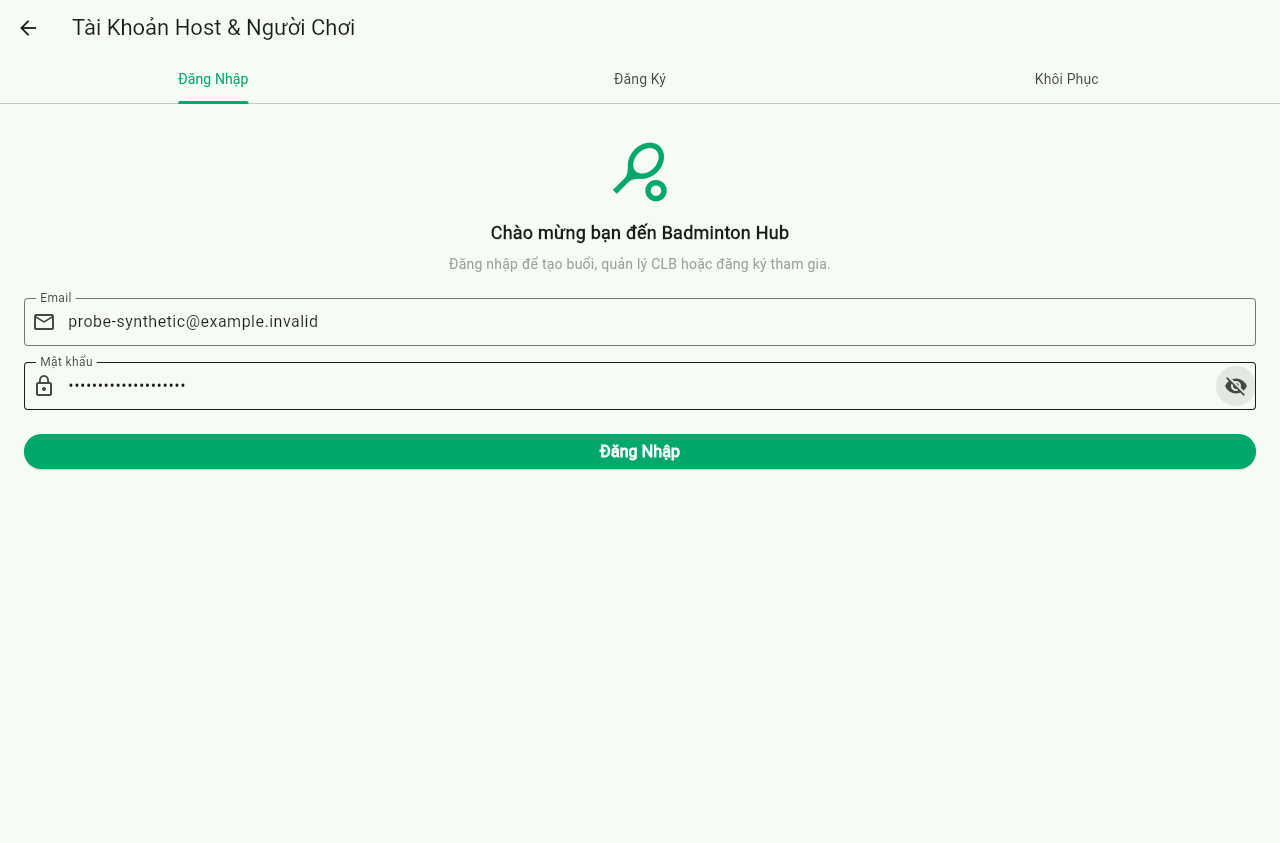 Tài Khoản Host & Người Chơi
Đăng Nhập
Đăng Ký
Khôi Phục
Chào mừng bạn đến Badminton Hub
Đăng nhập để tạo buổi, quản lý CLB hoặc đăng ký tham gia.
Email
probe-synthetic@example.invalid
Mật khẩu
••••••••••••••••••••
Đăng Nhập